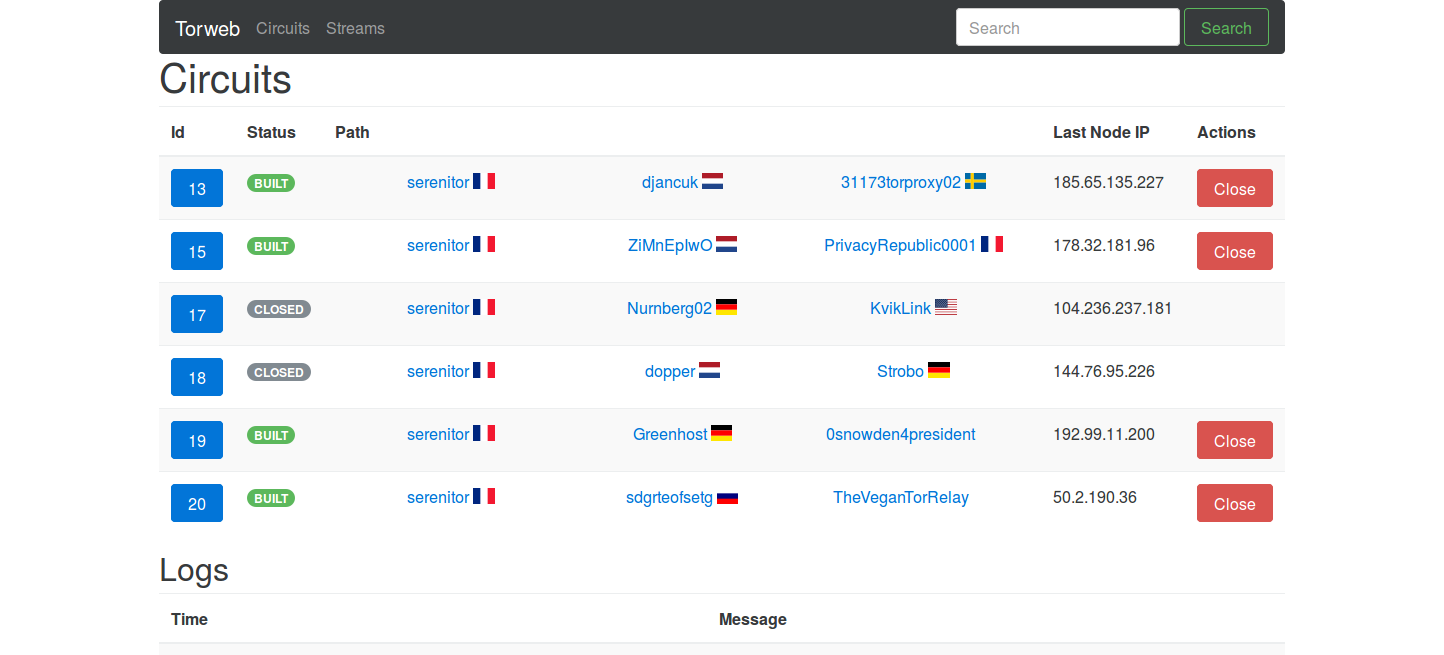 Torweb Circuits Streams Search Search
Circuits
Id Status Path Last Node IP Actions
13 BUILT serenitor djancuk 31173torproxy02 185.65.135.227 Close
15 BUILT serenitor ZiMnEpIwO PrivacyRepublic0001 178.32.181.96 Close
17 CLOSED serenitor Nurnberg02 KvikLink 104.236.237.181
18 CLOSED serenitor dopper Strobo 144.76.95.226
19 BUILT serenitor Greenhost 0snowden4president 192.99.11.200 Close
20 BUILT serenitor sdgrteofsetg TheVeganTorRelay 50.2.190.36 Close
Logs
Time Message